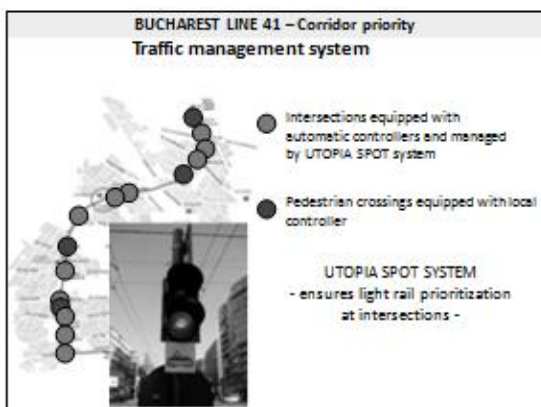 BUCHAREST LINE 41 – Corridor priority
Traffic management system
Intersections equipped with
automatic controllers and managed
by UTOPIA SPOT system
Pedestrian crossings equipped with local
controller
UTOPIA SPOT SYSTEM
- ensures light rail prioritization
at intersections -